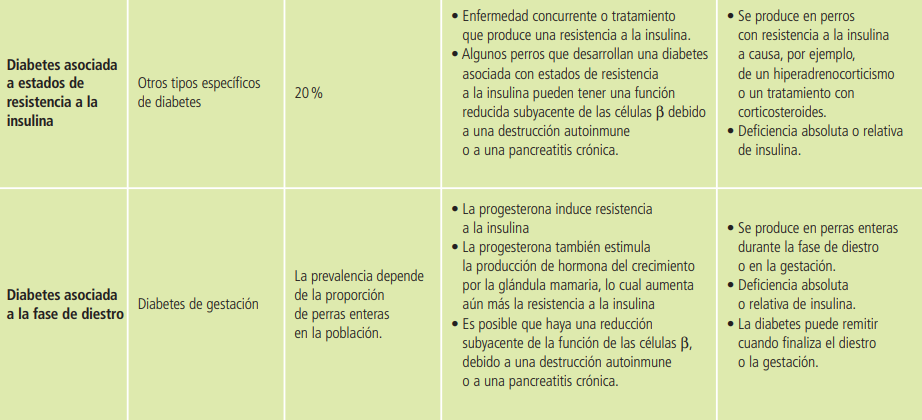 Diabetes asociada
a estados de
resistencia a la
insulina
Otros tipos específicos
de diabetes
20 %
• Enfermedad concurrente o tratamiento
que produce una resistencia a la insulina.
• Algunos perros que desarrollan una diabetes
asociada con estados de resistencia
a la insulina pueden tener una función
reducida subyacente de las células β debido
a una destrucción autoinmune
o a una pancreatitis crónica.
• Se produce en perros
con resistencia a la insulina
a causa, por ejemplo,
de un hiperadrenocorticismo
o un tratamiento con
corticosteroides.
• Deficiencia absoluta o relativa
de insulina.
Diabetes asociada
a la fase de diestro
Diabetes de gestación
La prevalencia depende
de la proporción
de perras enteras
en la población.
• La progesterona induce resistencia
a la insulina
• La progesterona también estimula
la producción de hormona del crecimiento
por la glándula mamaria, lo cual aumenta
aún más la resistencia a la insulina
• Es posible que haya una reducción
subyacente de la función de las células β,
debido a una destrucción autoinmune
o a una pancreatitis crónica.
• Se produce en perras enteras
durante la fase de diestro
o en la gestación.
• Deficiencia absoluta
o relativa de insulina.
• La diabetes puede remitir
cuando finaliza el diestro
o la gestación.